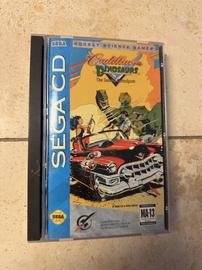 SEGA
ROCKET SCIENCE GAMES
Cadillacs and
DINOSAURS
The Second Cataclysm
SEGA CD
SEGA
MA-13